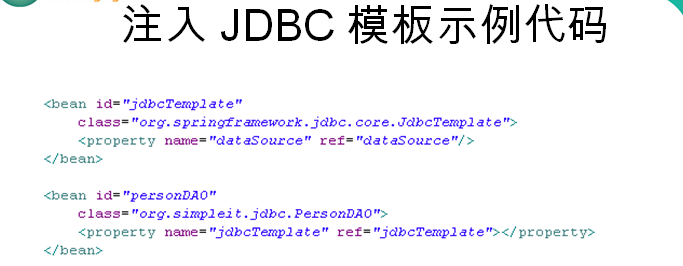 注入 JDBC 模板示例代码
<bean id="jdbcTemplate"
class="org.springframework.jdbc.core.JdbcTemplate">
<property name="dataSource" ref="dataSource"/>
</bean>
<bean id="personDAO"
class="org.simpleit.jdbc.PersonDAO">
<property name="jdbcTemplate" ref="jdbcTemplate"></property>
</bean>